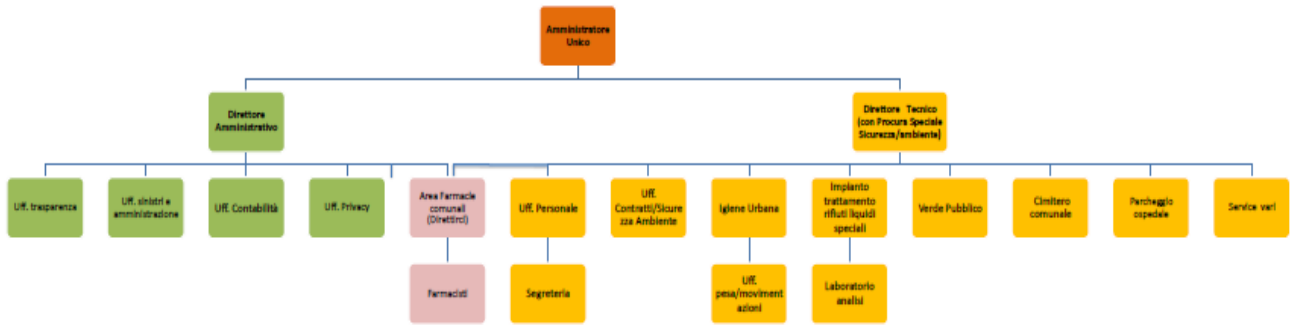 Amministratore
Unico
Direttore
Amministrativo
Direttore Tecnico
(con Procura Speciale
Sicurezza/ambiente)
Uff. trasparenza
Uff. sinistri e
amministrazione
Uff. Contabilità
Uff. Privacy
Area Farmacie
comunali
(Direttirci)
Uff. Personale
Uff.
Contratti/Sicure
zza Ambiente
Igiene Urbana
Impianto
trattamento
rifiuti liquidi
speciali
Verde Pubblico
Cimitero
comunale
Parcheggio
ospedale
Service vari
Farmacisti
Segreteria
Uff.
pesa/moviment
azioni
Laboratorio
analisi